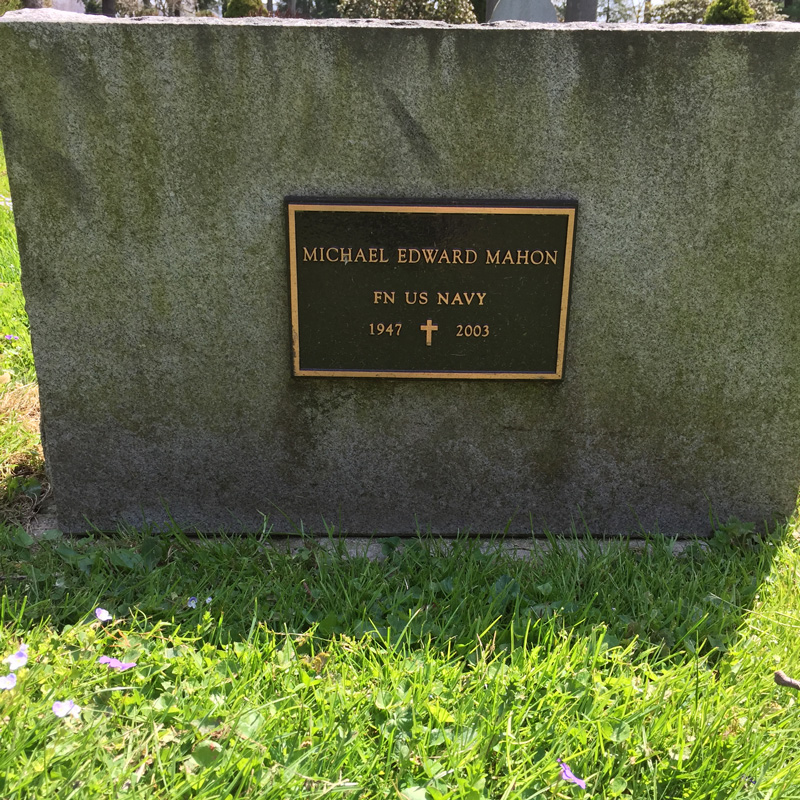 MICHAEL EDWARD MAHON
FN US NAVY
1947 ✝ 2003